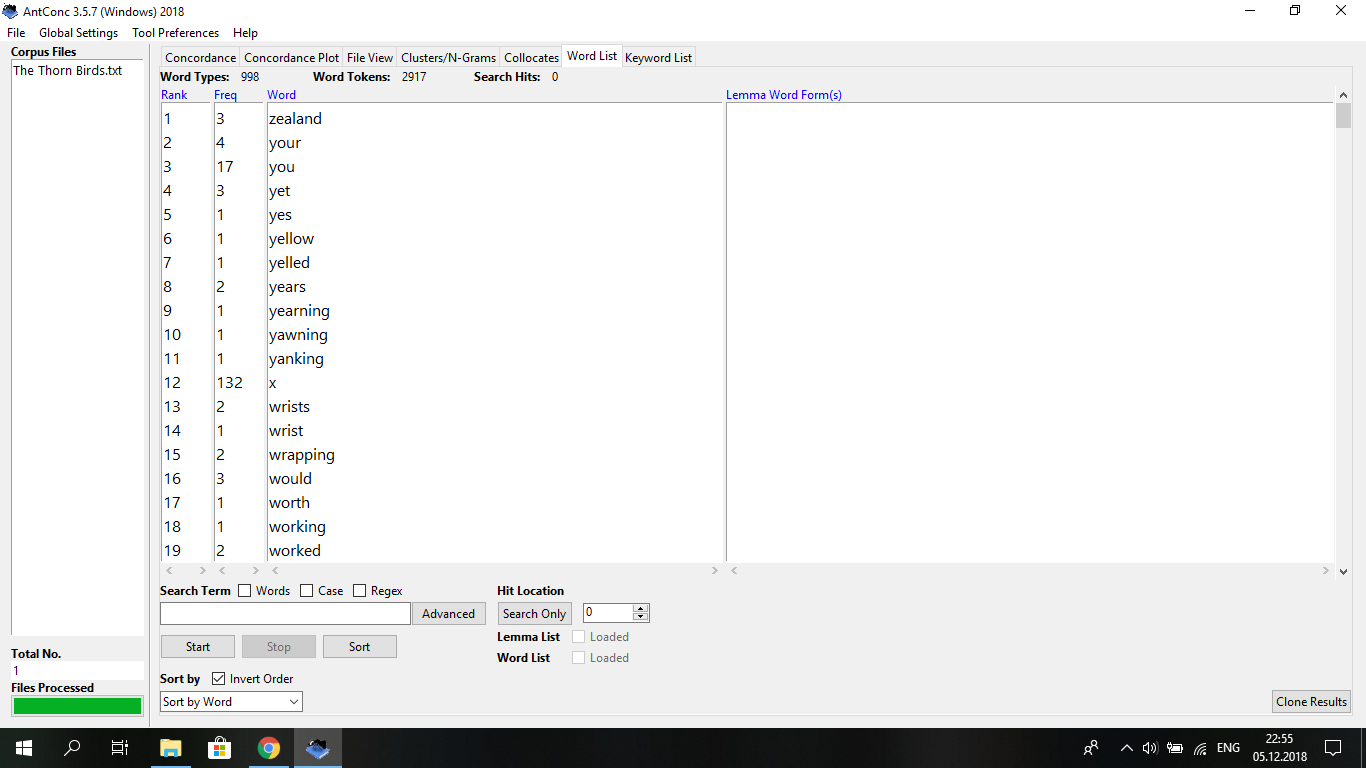 AntConc 3.5.7 (Windows) 2018
File Global Settings Tool Preferences Help
Corpus Files
The Thorn Birds.txt
Concordance Concordance Plot File View Clusters/N-Grams Collocates Word List Keyword List
Word Types: 998 Word Tokens: 2917 Search Hits: 0
Rank Freq Word Lemma Word Form(s)
1 3 zealand
2 4 your
3 17 you
4 3 yet
5 1 yes
6 1 yellow
7 1 yelled
8 2 years
9 1 yearning
10 1 yawning
11 1 yanking
12 132 x
13 2 wrists
14 1 wrist
15 2 wrapping
16 3 would
17 1 worth
18 1 working
19 2 worked
Search Term Words Case Regex Hit Location
Advanced Search Only 0
Lemma List Loaded
Start Stop Sort
Word List Loaded
Total No.
1
Sort by Invert Order
Files Processed
Sort by Word Clone Results
ENG 22:55
05.12.2018